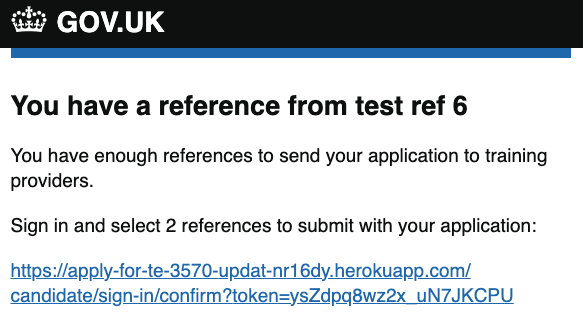 GOV.UK
You have a reference from test ref 6
You have enough references to send your application to training
providers.
Sign in and select 2 references to submit with your application:
https://apply-for-te-3570-updat-nr16dy.herokuapp.com/
candidate/sign-in/confirm?token=ysZdpq8wz2x_uN7JKCPU